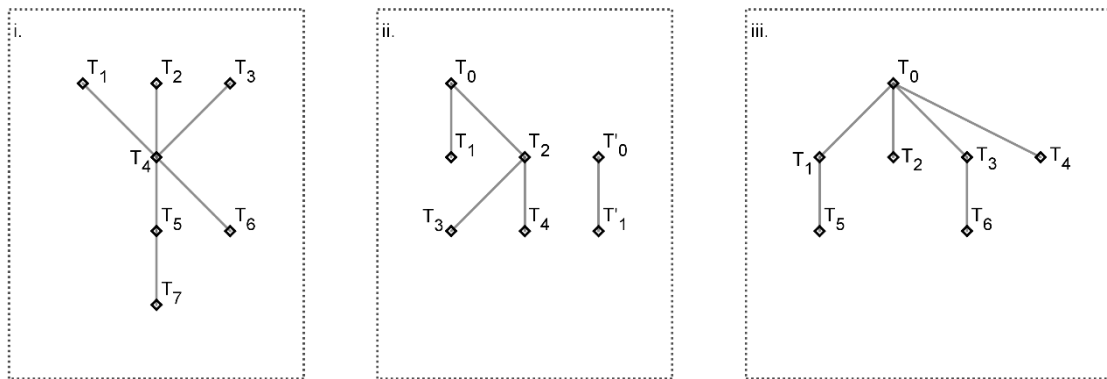 i.
T1 T2 T3
T4
T5 T6
T7
ii.
T0
T1 T2 T'0
T3 T4 T'1
iii.
T0
T1 T2 T3 T4
T5 T6